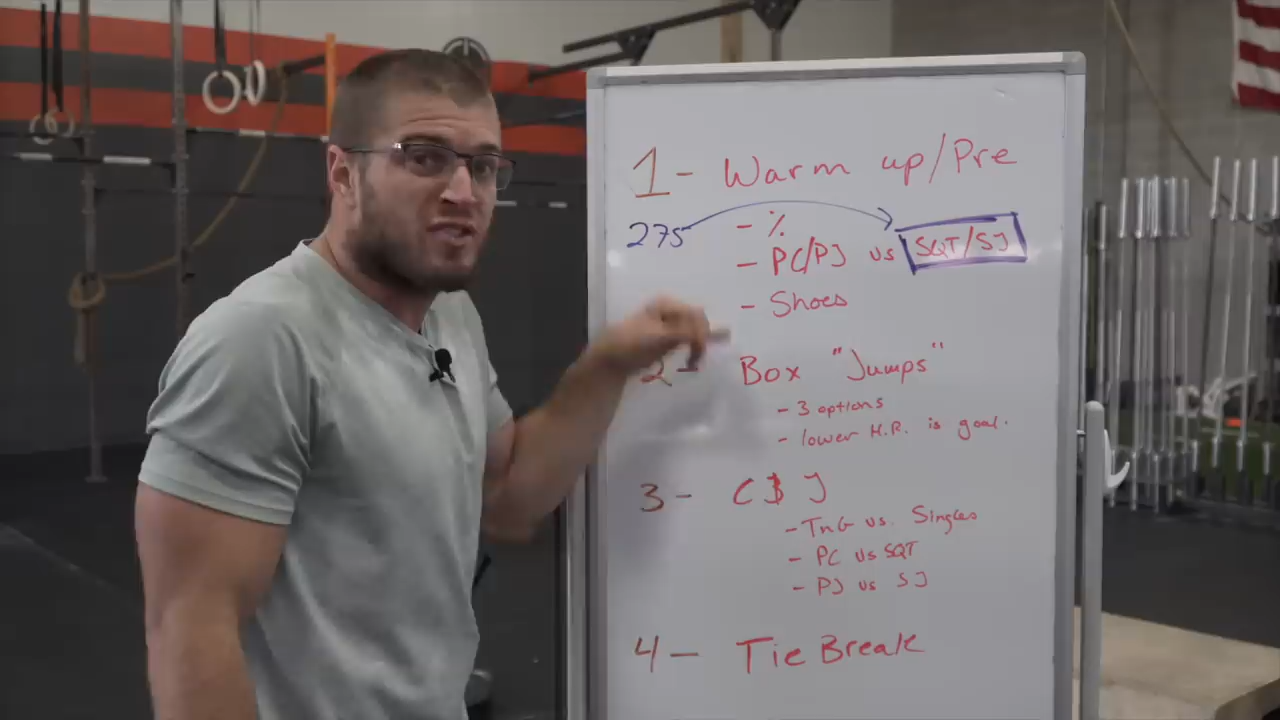 1- Warm up/Pre
275 - %
- PC/PJ vs SQT/SJ
- Shoes
2- Box "Jumps"
- 3 options
- lower H.R. is goal.
3- C & J
- TnG vs. Singles
- PC vs SQT
- PJ vs SJ
4- Tie Break